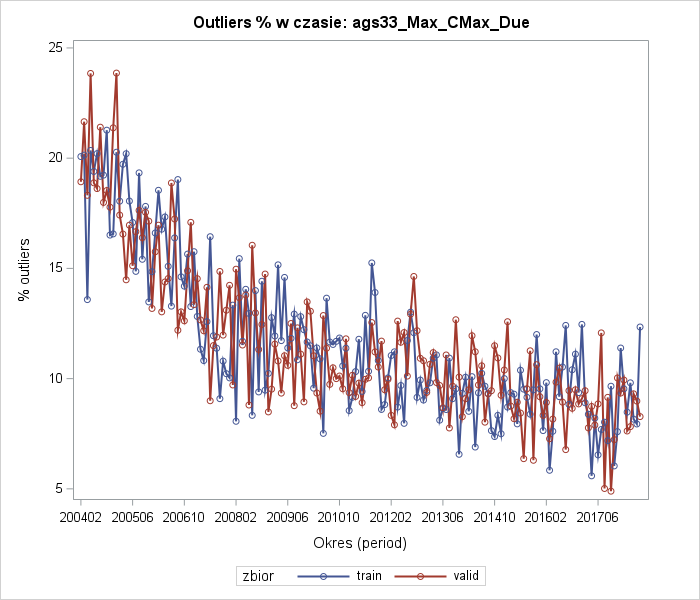 Outliers % w czasie: ags33_Max_CMax_Due
25
20
15
10
5
% outliers
200402 200506 200610 200802 200906 201010 201202 201306 201410 201602 201706
Okres (period)
zbior train valid